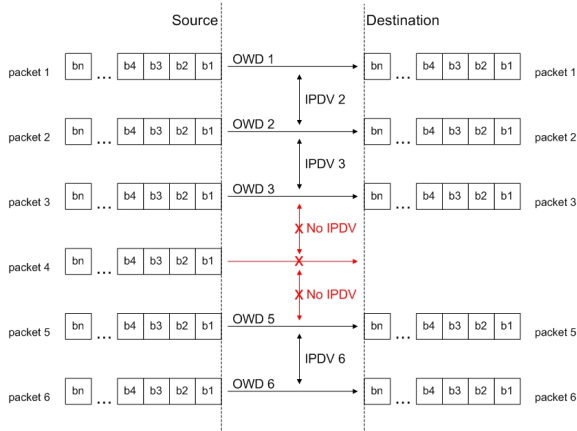 Source Destination
packet 1 bn ... b4 b3 b2 b1 OWD 1 bn ... b4 b3 b2 b1 packet 1
IPDV 2
packet 2 bn ... b4 b3 b2 b1 OWD 2 bn ... b4 b3 b2 b1 packet 2
IPDV 3
packet 3 bn ... b4 b3 b2 b1 OWD 3 bn ... b4 b3 b2 b1 packet 3
X No IPDV
packet 4 bn ... b4 b3 b2 b1 X
X No IPDV
packet 5 bn ... b4 b3 b2 b1 OWD 5 bn ... b4 b3 b2 b1 packet 5
IPDV 6
packet 6 bn ... b4 b3 b2 b1 OWD 6 bn ... b4 b3 b2 b1 packet 6